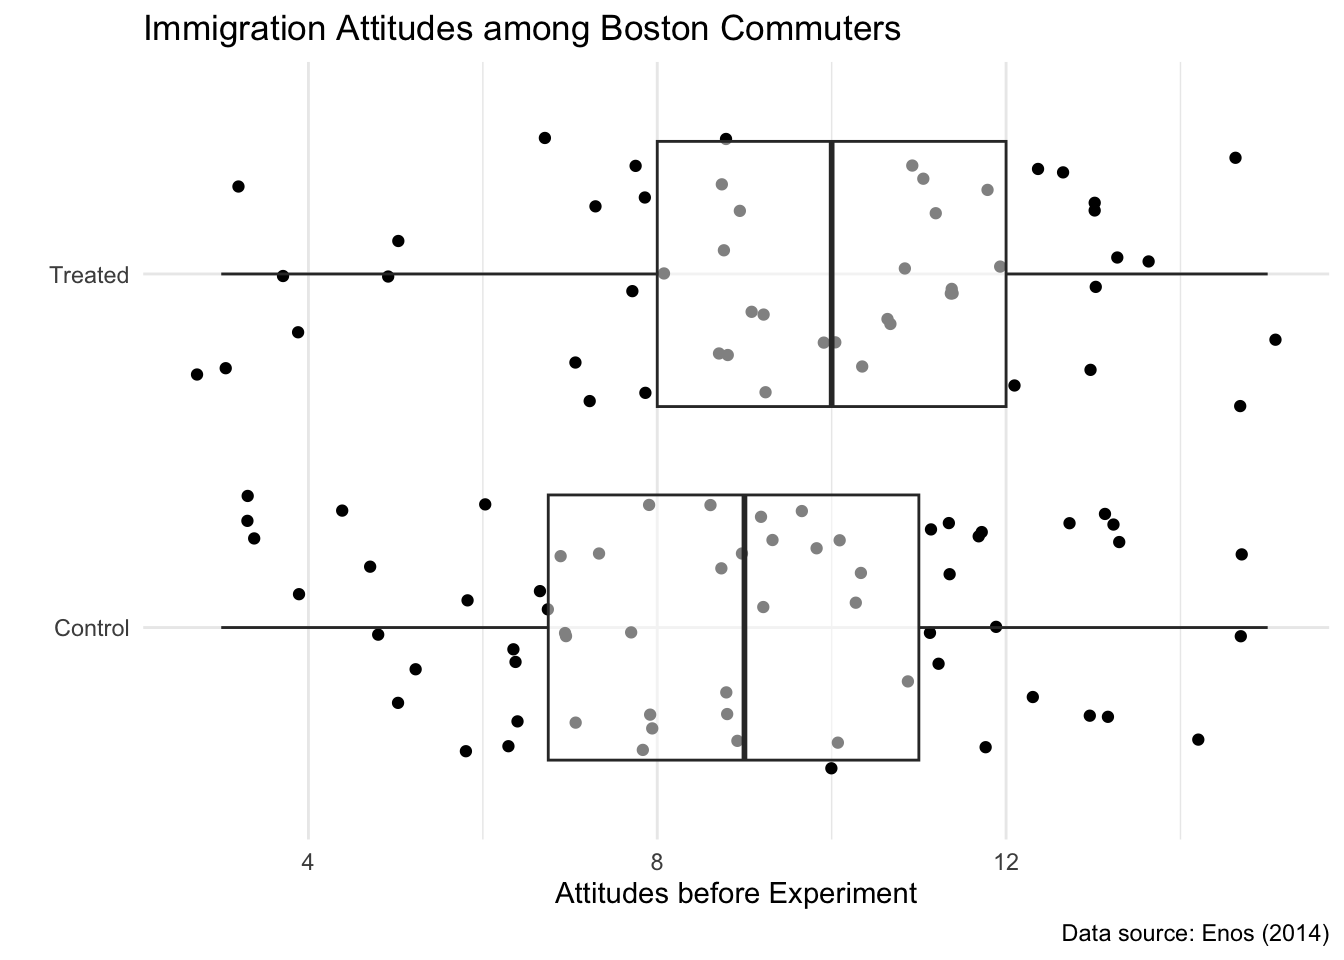 Immigration Attitudes among Boston Commuters
Treated
Control
4 8 12
Attitudes before Experiment
Data source: Enos (2014)